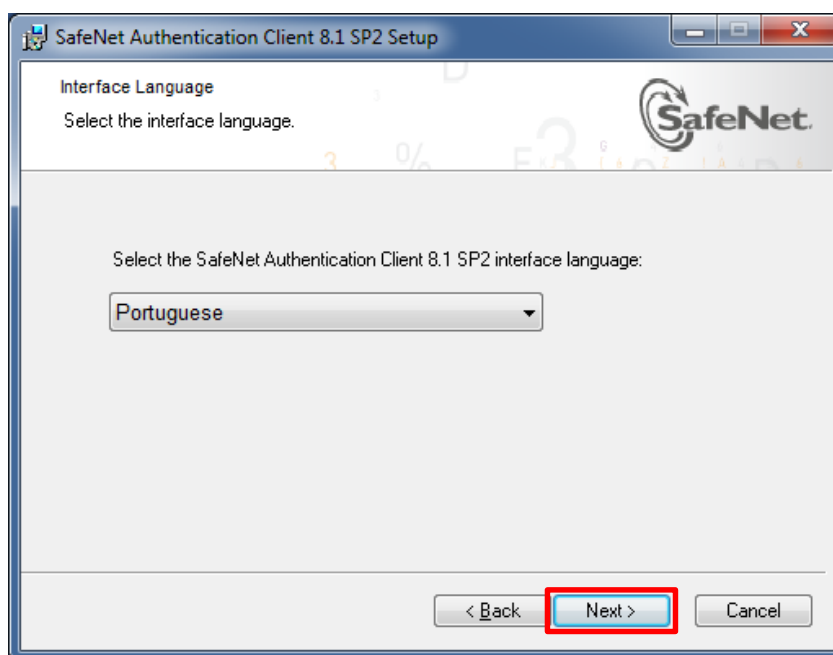 SafeNet Authentication Client 8.1 SP2 Setup
Interface Language
Select the interface language.
SafeNet.
Select the SafeNet Authentication Client 8.1 SP2 interface language:
Portuguese
< Back
Next >
Cancel